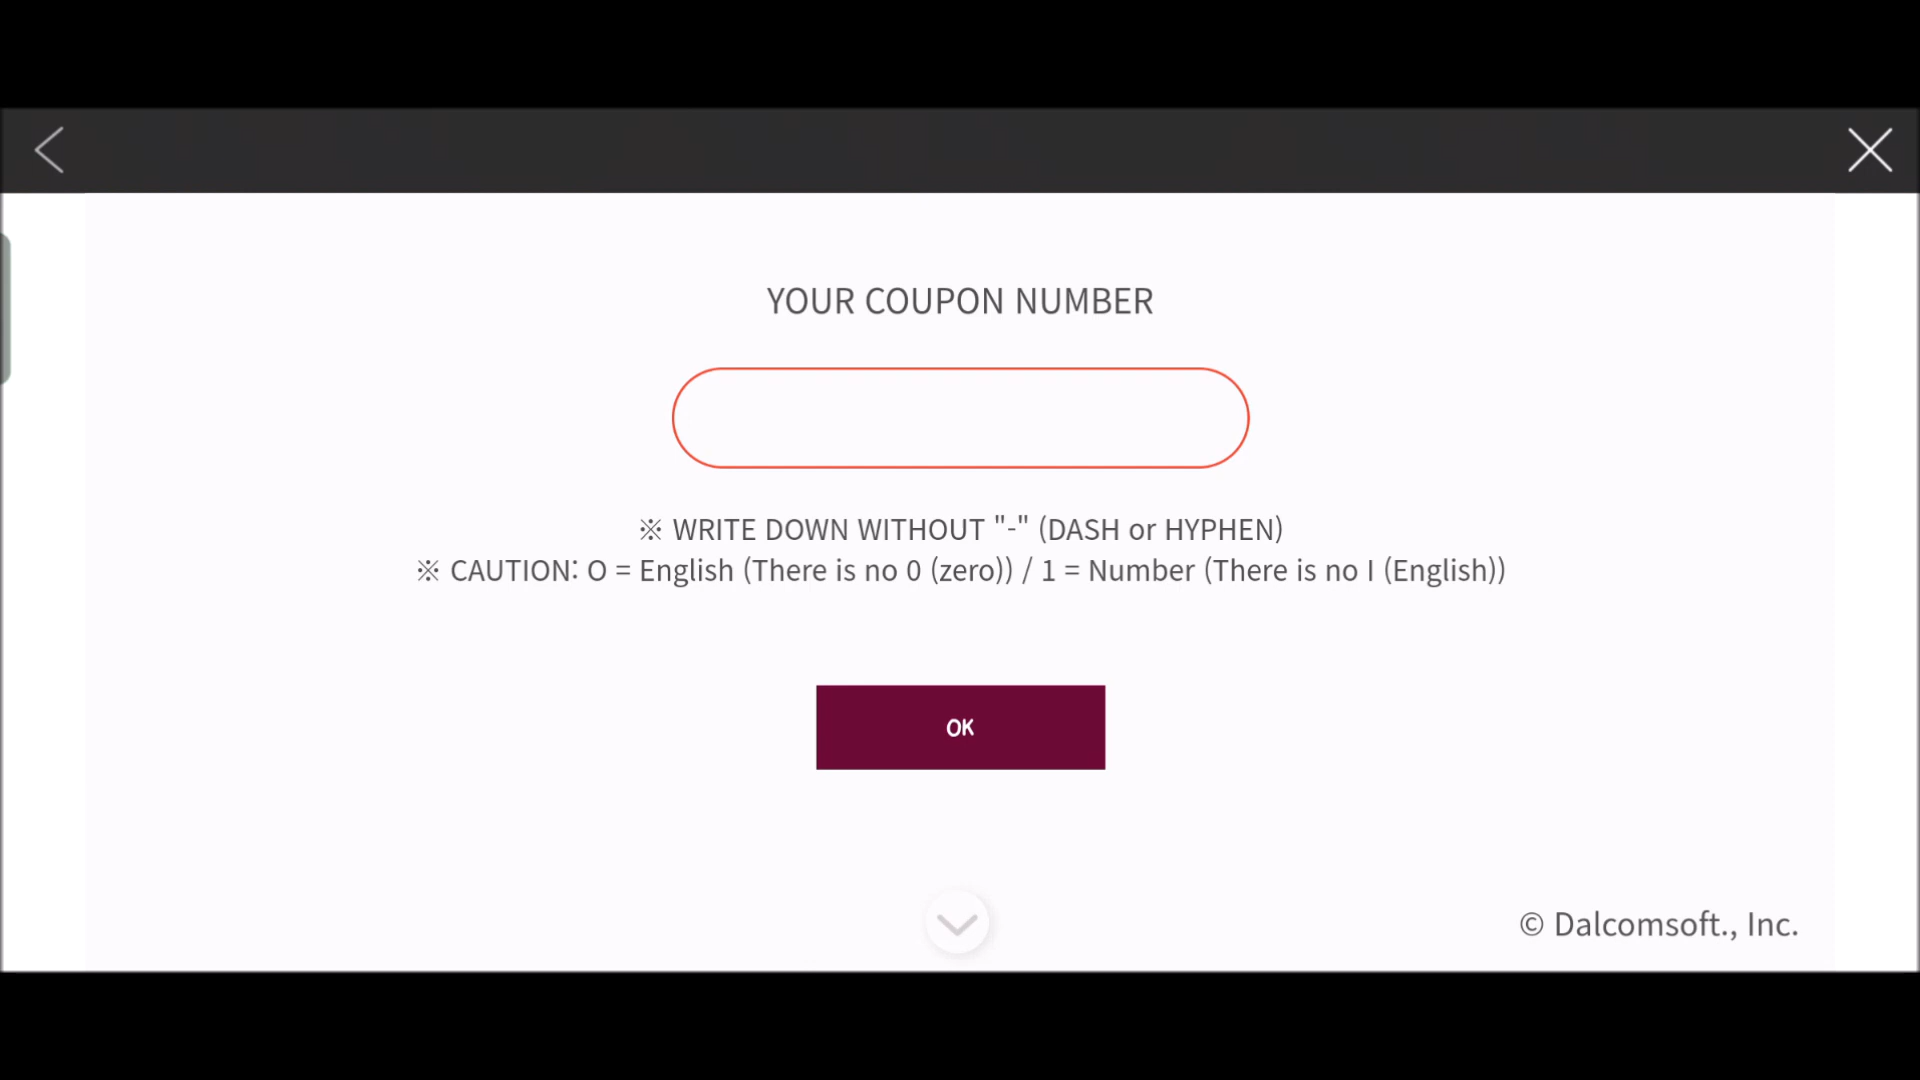 YOUR COUPON NUMBER
※ WRITE DOWN WITHOUT "-" (DASH or HYPHEN)
※ CAUTION: O = English (There is no 0 (zero)) / 1 = Number (There is no I (English))
OK
© Dalcomsoft., Inc.